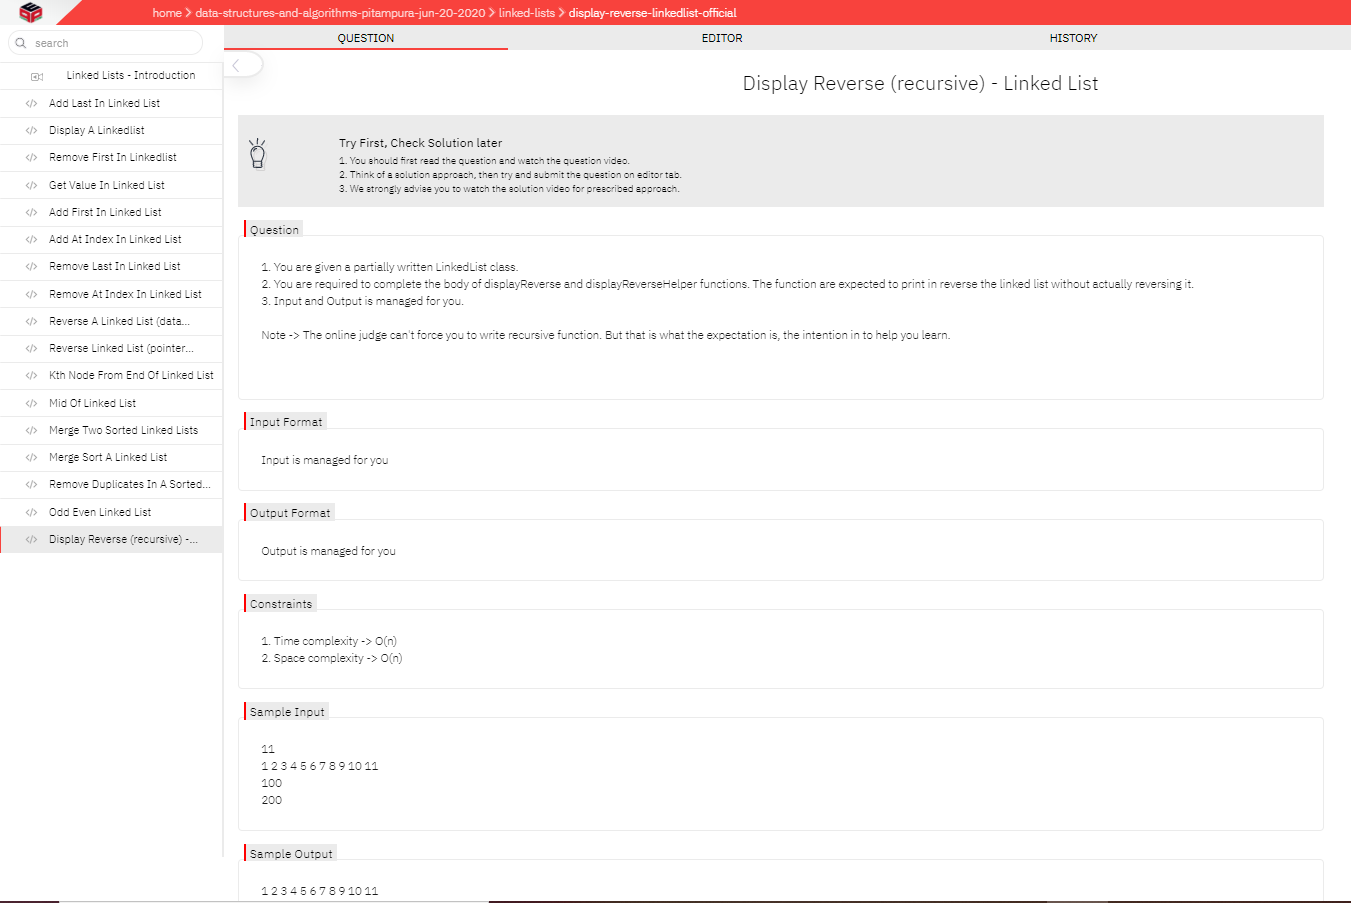 home > data-structures-and-algorithms-pitampura-jun-20-2020 > linked-lists > display-reverse-linkedlist-official
search
QUESTION
EDITOR
HISTORY
Linked Lists - Introduction
Add Last In Linked List
Display A Linkedlist
Remove First In Linkedlist
Get Value In Linked List
Add First In Linked List
Add At Index In Linked List
Remove Last In Linked List
Remove At Index In Linked List
Reverse A Linked List (data...
Reverse Linked List (pointer...
Kth Node From End Of Linked List
Mid Of Linked List
Merge Two Sorted Linked Lists
Merge Sort A Linked List
Remove Duplicates In A Sorted...
Odd Even Linked List
Display Reverse (recursive) -...
Display Reverse (recursive) - Linked List
Try First, Check Solution later
1. You should first read the question and watch the question video.
2. Think of a solution approach, then try and submit the question on editor tab.
3. We strongly advise you to watch the solution video for prescribed approach.
Question
1. You are given a partially written LinkedList class.
2. You are required to complete the body of displayReverse and displayReverseHelper functions. The function are expected to print in reverse the linked list without actually reversing it.
3. Input and Output is managed for you.
Note -> The online judge can't force you to write recursive function. But that is what the expectation is, the intention in to help you learn.
Input Format
Input is managed for you
Output Format
Output is managed for you
Constraints
1. Time complexity -> O(n)
2. Space complexity -> O(n)
Sample Input
11
1 2 3 4 5 6 7 8 9 10 11
100
200
Sample Output
1 2 3 4 5 6 7 8 9 10 11